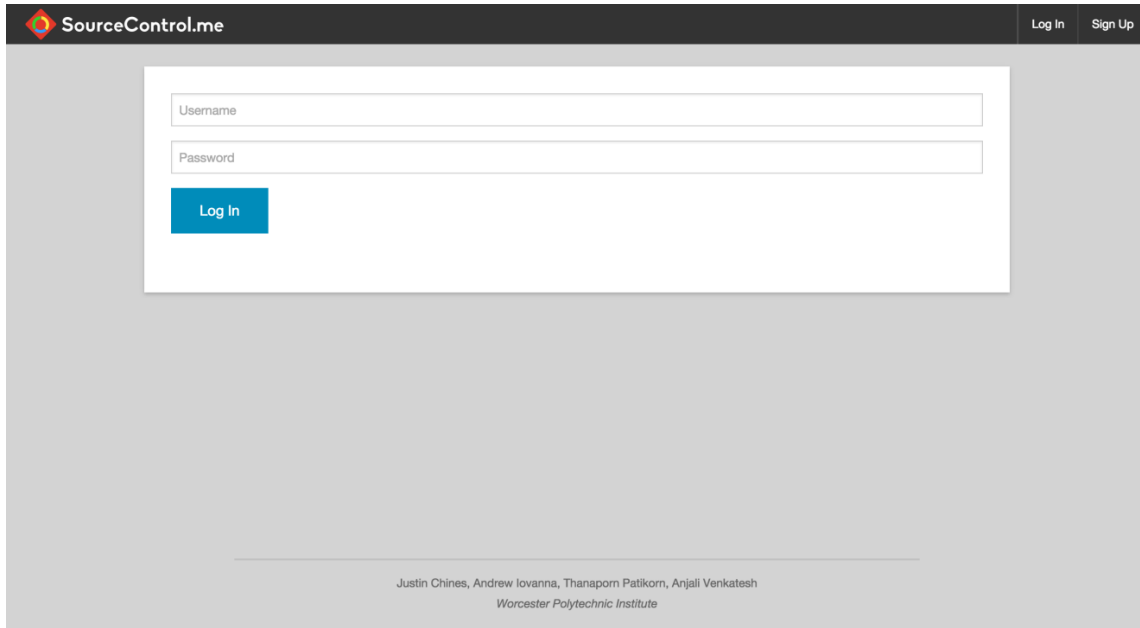 SourceControl.me
Log In
Sign Up
Username
Password
Log In
Justin Chines, Andrew Iovanna, Thanaporn Patikorn, Anjali Venkatesh
Worcester Polytechnic Institute